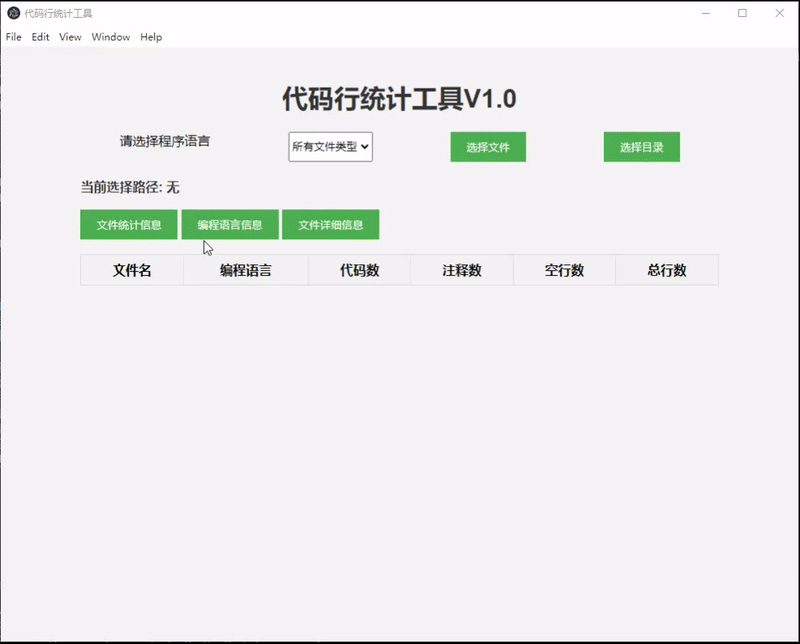 代码行统计工具
File Edit View Window Help
代码行统计工具V1.0
请选择程序语言 所有文件类型 选择文件 选择目录
当前选择路径: 无
文件统计信息 编程语言信息 文件详细信息
文件名 编程语言 代码数 注释数 空行数 总行数